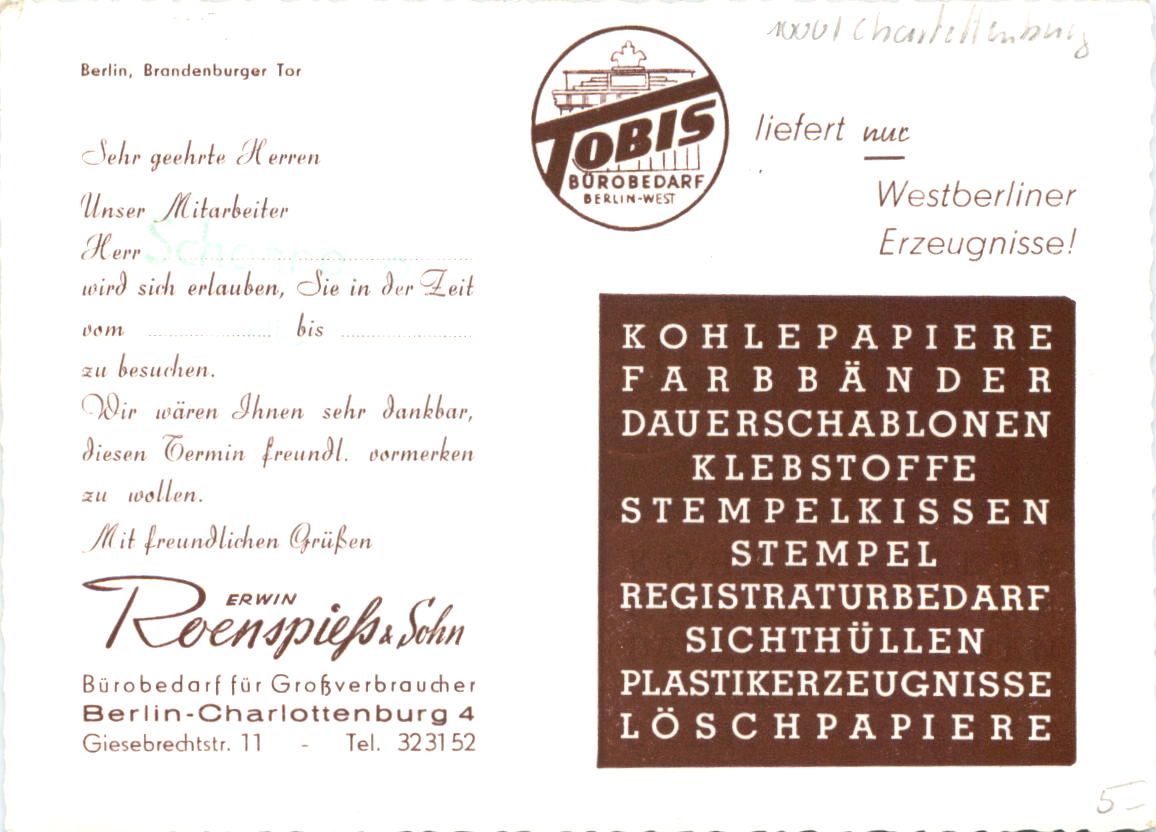 Berlin, Brandenburger Tor
Sehr geehrte Herren
Unser Mitarbeiter
Herr
wird sich erlauben, Sie in der Zeit
vom bis
zu besuchen.
Wir wären Ihnen sehr dankbar,
diesen Termin freundl. vormerken
zu wollen.
Mit freundlichen Grüßen
ERWIN
Roenspieß & Sohn
Bürobedarf für Großverbraucher
Berlin-Charlottenburg 4
Giesebrechtstr. 11 - Tel. 32 31 52
10001 Charlottenburg
TOBIS
BÜROBEDARF
BERLIN-WEST
liefert nur
Westberliner
Erzeugnisse!
KOHLEPAPIERE
FARBBÄNDER
DAUERSCHABLONEN
KLEBSTOFFE
STEMPELKISSEN
STEMPEL
REGISTRATURBEDARF
SICHTHÜLLEN
PLASTIKERZEUGNISSE
LÖSCHPAPIERE
5-